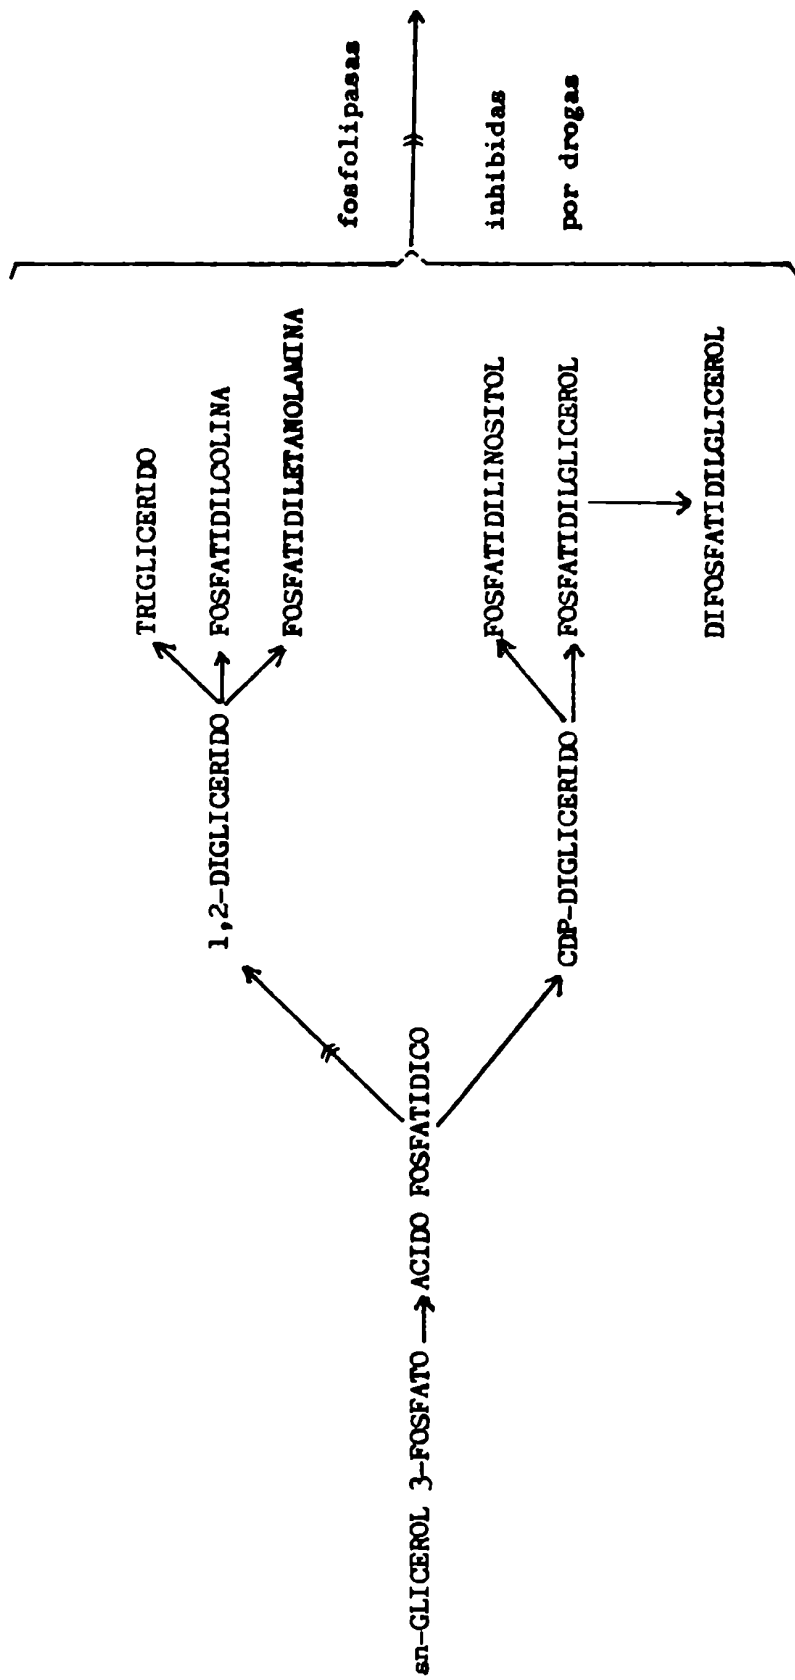 sn-GLICEROL 3-FOSFATO
ACIDO FOSFATIDICO
1,2-DIGLICERIDO
TRIGLICERIDO
FOSFATIDILCOLINA
FOSFATIDILETANOLAMINA
CDP-DIGLICERIDO
FOSFATIDILINOSITOL
FOSFATIDILGLICEROL
DIFOSFATIDILGLICEROL
fosfolipasas
inhibidas
por drogas